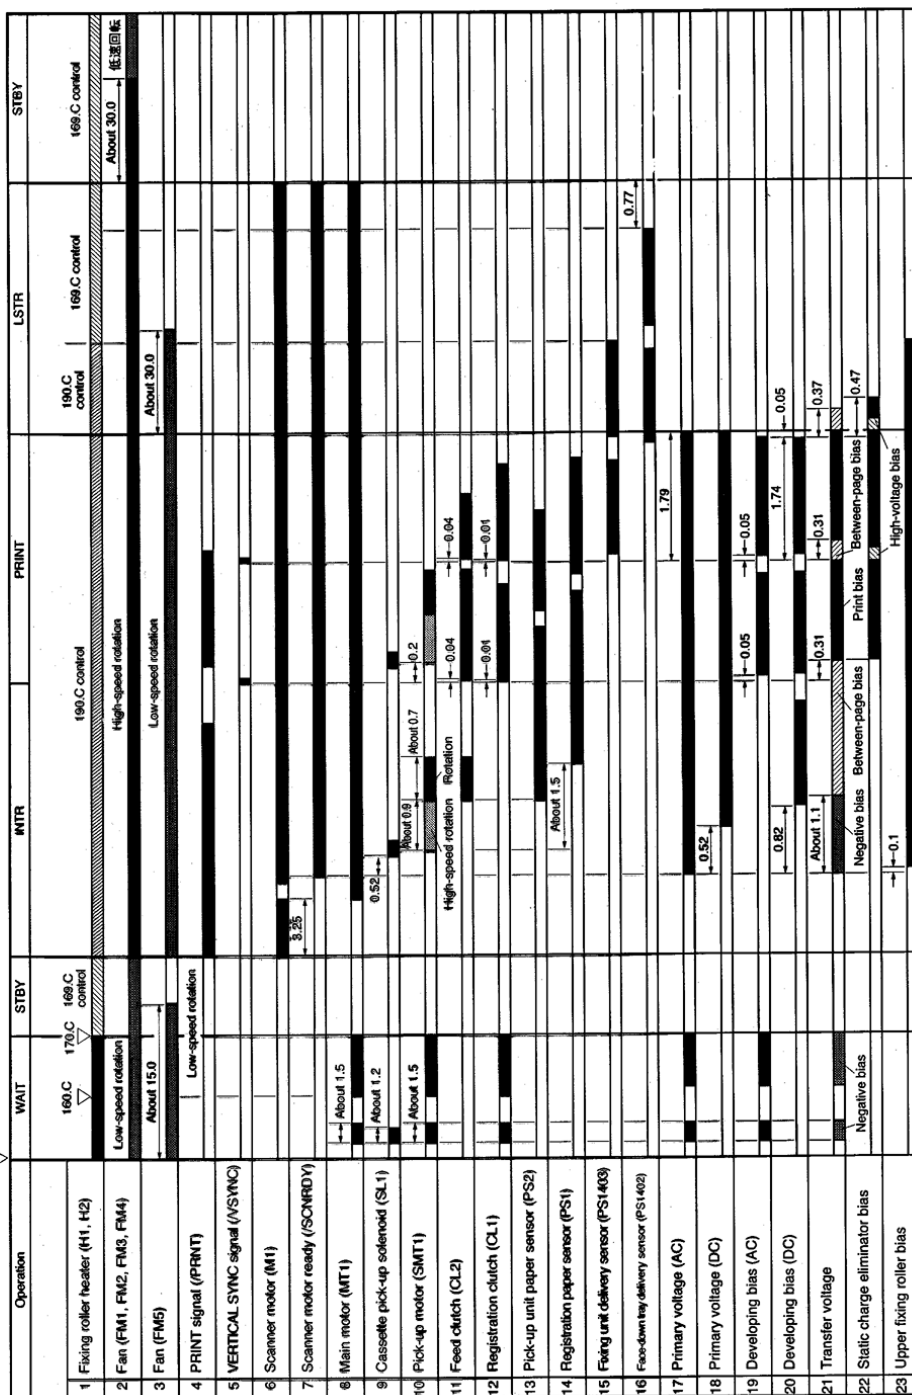 Operation WAIT STBY INTR PRINT LSTR STBY
160.C 170.C
1 Fixing roller heater (H1, H2) 169.C control 190.C control 190.C control 169.C control 169.C control
2 Fan (FM1, FM2, FM3, FM4) Low-speed rotation High-speed rotation About 30.0 低速回転
3 Fan (FM5) About 15.0 Low-speed rotation About 30.0
4 PRINT signal (/PRNT) Low-speed rotation
5 VERTICAL SYNC signal (/VSYNC)
6 Scanner motor (M1)
7 Scanner motor ready (/SCNRDY) 3.25
8 Main motor (MT1) About 1.5
9 Cassette pick-up solenoid (SL1) About 1.2 0.52
10 Pick-up motor (SMT1) About 1.5 About 0.9 About 0.7 0.2
High-speed rotation Rotation
11 Feed clutch (CL2) 0.04 0.04
12 Registration clutch (CL1) 0.01 0.01
13 Pick-up unit paper sensor (PS2)
14 Registration paper sensor (PS1) About 1.5
15 Fixing unit delivery sensor (PS1403)
16 Face-down tray delivery sensor (PS1402) 0.77
17 Primary voltage (AC) 1.79
18 Primary voltage (DC) 0.52
19 Developing bias (AC) 0.05 0.05
20 Developing bias (DC) 0.82 1.74 0.05
21 Transfer voltage About 1.1 0.31 0.31 0.37
Negative bias Negative bias Between-page bias Print bias Between-page bias
22 Static charge eliminator bias 0.47
High-voltage bias
23 Upper fixing roller bias 0.1